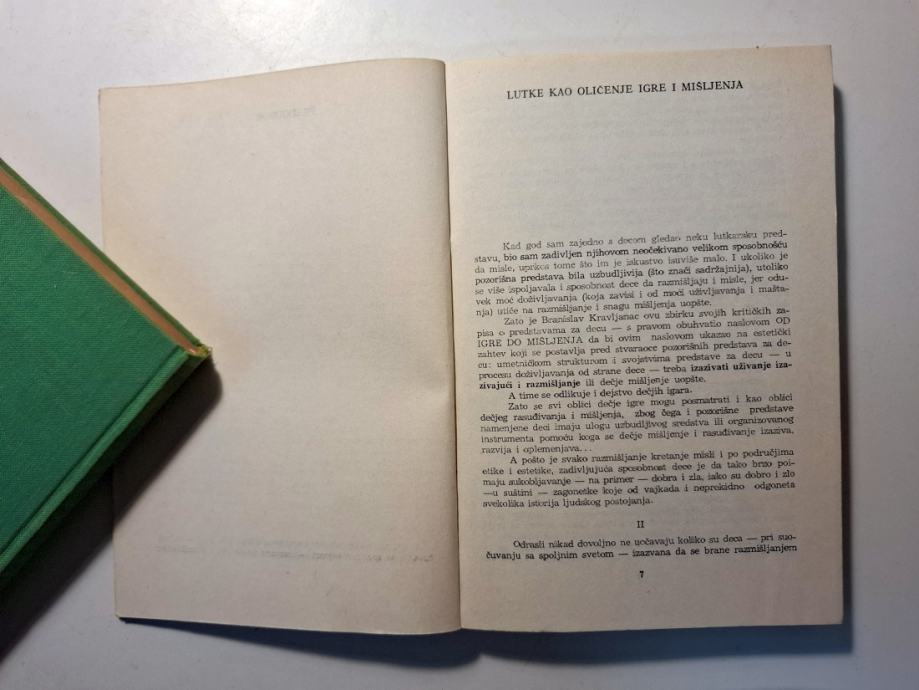 LUTKE KAO OLIČENJE IGRE I MIŠLJENJA
Kad god sam zajedno s decom gledao neku lutkarsku pred-
stavu, bio sam zadivljen njihovom neočekivano velikom sposobnošću
da misle, uprkos tome što im je iskustvo isuviše malo. I ukoliko je
pozorišna predstava bila uzbudljivija (što znači sadržajnija), utoliko
se više ispoljavala i sposobnost dece da razmišljaju i misle, jer odu-
vek moć doživljavanja (koja zavisi i od moći uživljavanja i mašta-
nja) utiče na razmišljanje i snagu mišljenja uopšte.
Zato je Branislav Kravljanac ovu zbirku svojih kritičkih za-
pisa o predstavama za decu — s pravom obuhvatio naslovom OD
IGRE DO MIŠLJENJA da bi ovim naslovom ukazao na estetički
zahtev koji se postavlja pred stvaraoce pozorišnih predstava za de-
cu: umetničkom strukturom i svojstvima predstave za decu — u
procesu doživljavanja od strane dece — treba izazivati uživanje iza-
zivajući i razmišljanje ili dečje mišljenje uopšte.
A time se odlikuje i dejstvo dečjih igara.
Zato se svi oblici dečje igre mogu posmatrati i kao oblici
dečjeg rasuđivanja i mišljenja, zbog čega i pozorišne predstave
namenjene deci imaju ulogu uzbudljivog sredstva ili organizovanog
instrumenta pomoću koga se dečje mišljenje i rasuđivanje izaziva,
razvija i oplemenjava...
A pošto je svako razmišljanje kretanje misli i po područjima
etike i estetike, zadivljujuća sposobnost dece je da tako brzo poi-
maju sukobljavanje — na primer — dobra i zla, iako su dobro i zlo
—u suštini — zagonetke koje od vajkada i neprekidno odgoneta
svekolika istorija ljudskog postojanja.
II
Odrasli nikad dovoljno ne uočavaju koliko su deca — pri suo-
čavanju sa spoljnim svetom — izazvana da se brane razmišljanjem
7